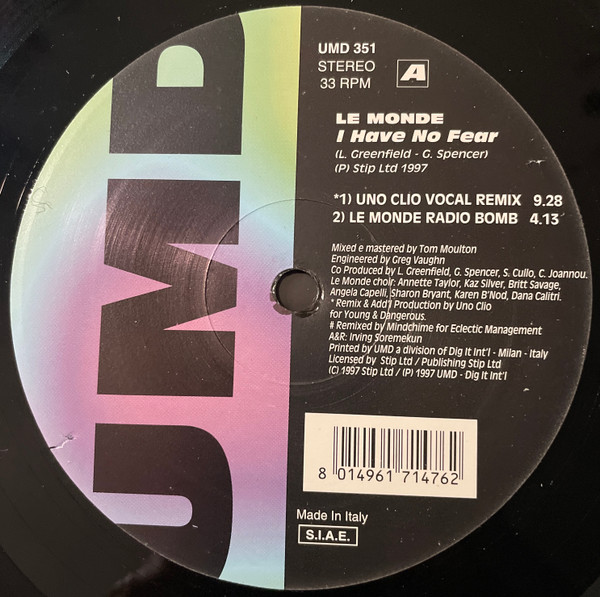 UMD
UMD 351
STEREO
33 RPM
A
LE MONDE
I Have No Fear
(L. Greenfield - G. Spencer)
(P) Stip Ltd 1997
*1) UNO CLIO VOCAL REMIX 9.28
2) LE MONDE RADIO BOMB 4.13
Mixed e mastered by Tom Moulton
Engineered by Greg Vaughn
Co Produced by L. Greenfield, G. Spencer, S. Cullo, C. Joannou.
Le Monde choir: Annette Taylor, Kaz Silver, Britt Savage,
Angela Capelli, Sharon Bryant, Karen B'Nod, Dana Calitri.
* Remix & Add'l Production by Uno Clio
for Young & Dangerous.
# Remixed by Mindchime for Eclectic Management
A&R: Irving Soremekun
Printed by UMD a division of Dig It Int'l - Milan - Italy
Licensed by Stip Ltd / Publishing Stip Ltd
(C) 1997 Stip Ltd / (P) 1997 UMD - Dig It Int'l
8 014961 714762
Made In Italy
S.I.A.E.